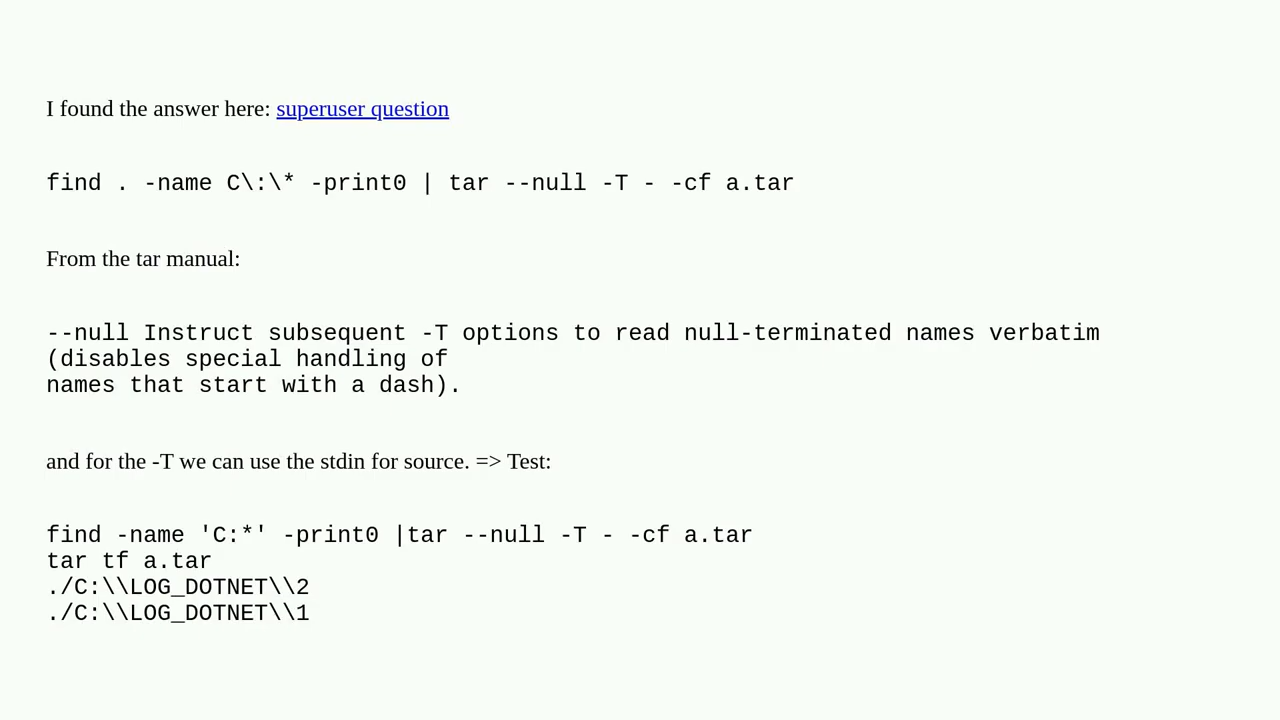 I found the answer here: superuser question
find . -name C\:\* -print0 | tar --null -T - -cf a.tar
From the tar manual:
--null Instruct subsequent -T options to read null-terminated names verbatim
(disables special handling of
names that start with a dash).
and for the -T we can use the stdin for source. => Test:
find -name 'C:*' -print0 |tar --null -T - -cf a.tar
tar tf a.tar
./C:\\LOG_DOTNET\\2
./C:\\LOG_DOTNET\\1